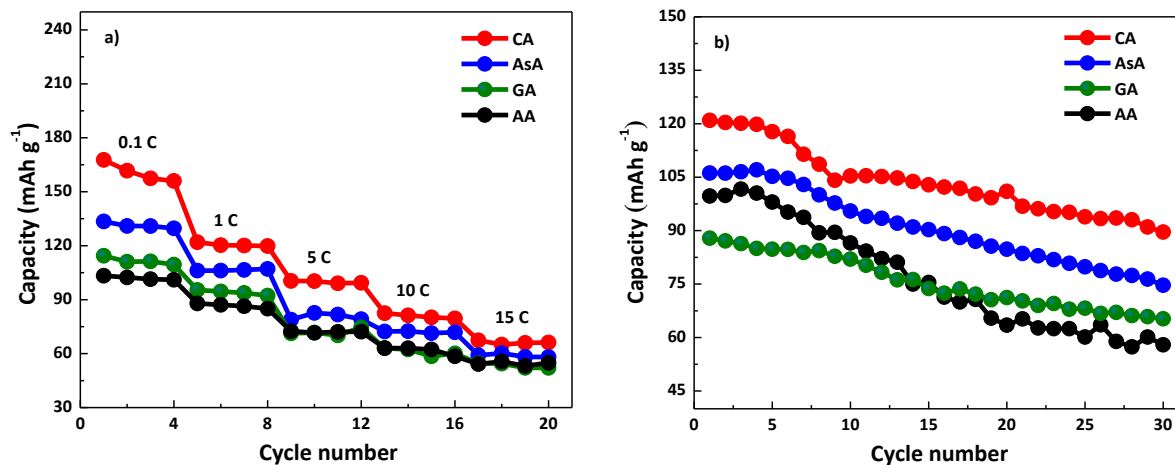 a)
CA
AsA
GA
AA
0.1 C
1 C
5 C
10 C
15 C
240
210
180
150
120
90
60
30
0
4
8
12
16
20
Capacity (mAh g-1)
Cycle number
b)
CA
AsA
GA
AA
150
135
120
105
90
75
60
45
0
5
10
15
20
25
30
Capacity (mAh g-1)
Cycle number